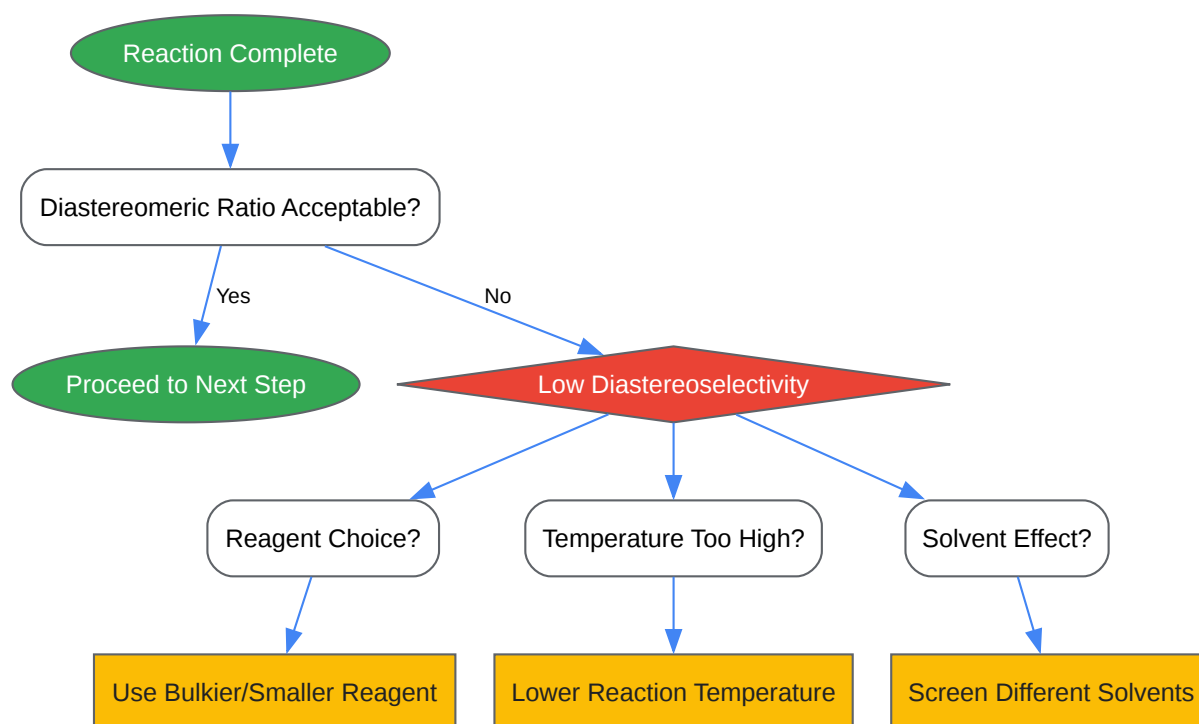 Reaction Complete
Diastereomeric Ratio Acceptable?
Yes
No
Proceed to Next Step
Low Diastereoselectivity
Reagent Choice?
Temperature Too High?
Solvent Effect?
Use Bulkier/Smaller Reagent
Lower Reaction Temperature
Screen Different Solvents